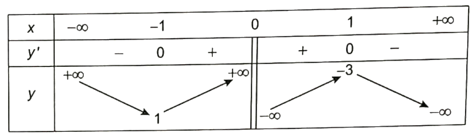 x −∞ −1 0 1 +∞
y' − 0 + + 0 −
+∞ +∞ −3
y
1 −∞ −∞